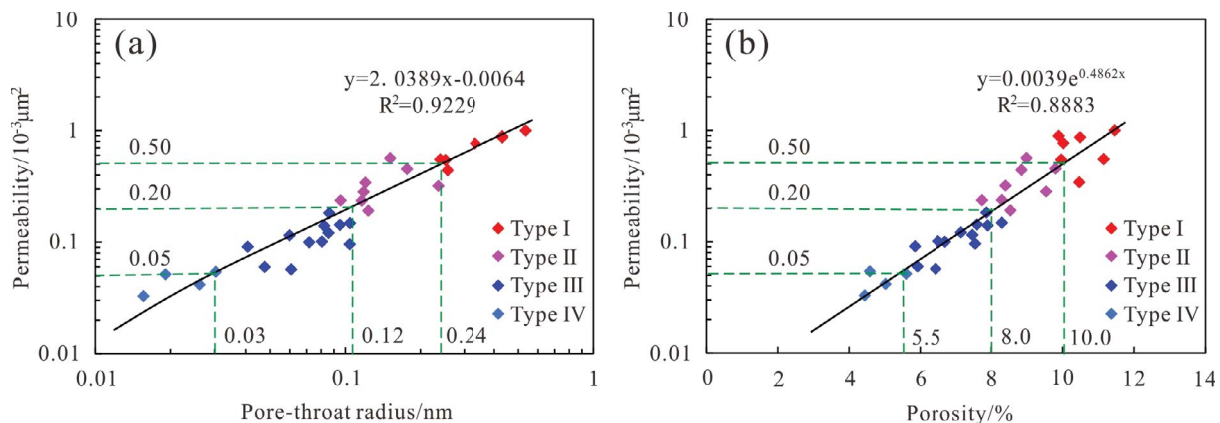 (a)
Permeability/10⁻³μm²
10
1
0.1
0.01
y=2. 0389x-0.0064
R²=0.9229
0.50
0.20
0.05
0.03
0.12
0.24
Type I
Type II
Type III
Type IV
0.01
0.1
1
Pore-throat radius/nm
(b)
Permeability/10⁻³μm²
10
1
0.1
0.01
y=0.0039e^0.4862x
R²=0.8883
0.50
0.20
0.05
5.5
8.0
10.0
Type I
Type II
Type III
Type IV
0
2
4
6
8
10
12
14
Porosity/%